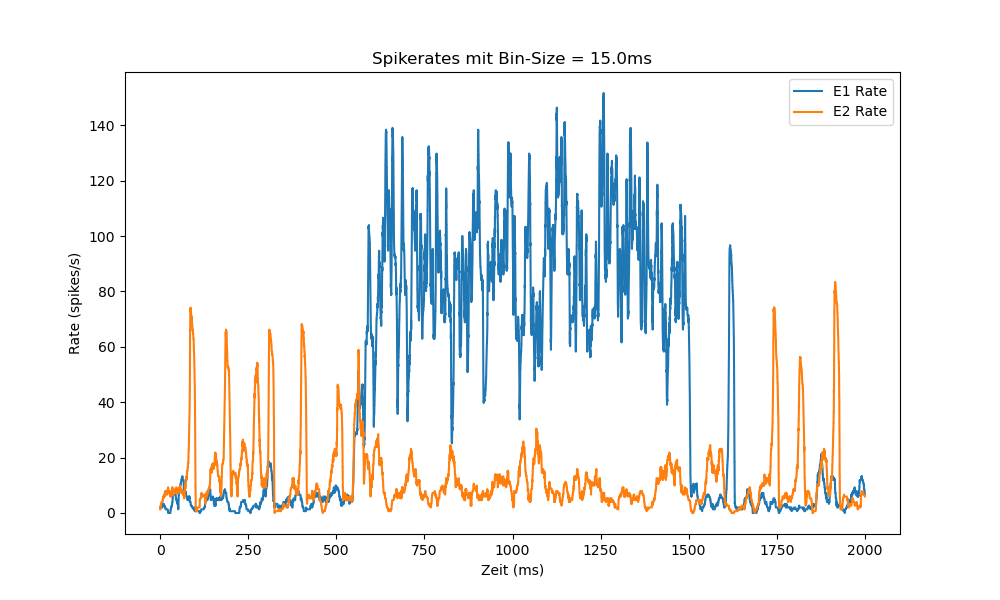 Spikerates mit Bin-Size = 15.0ms
E1 Rate
E2 Rate
Rate (spikes/s)
140
120
100
80
60
40
20
0
0 250 500 750 1000 1250 1500 1750 2000
Zeit (ms)